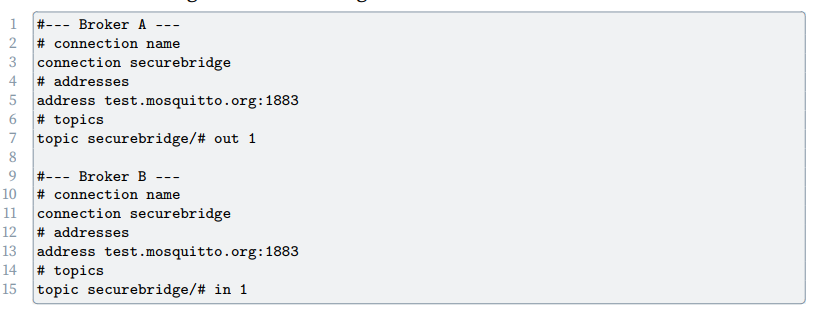 1 #--- Broker A ---
2 # connection name
3 connection securebridge
4 # addresses
5 address test.mosquitto.org:1883
6 # topics
7 topic securebridge/# out 1
8
9 #--- Broker B ---
10 # connection name
11 connection securebridge
12 # addresses
13 address test.mosquitto.org:1883
14 # topics
15 topic securebridge/# in 1